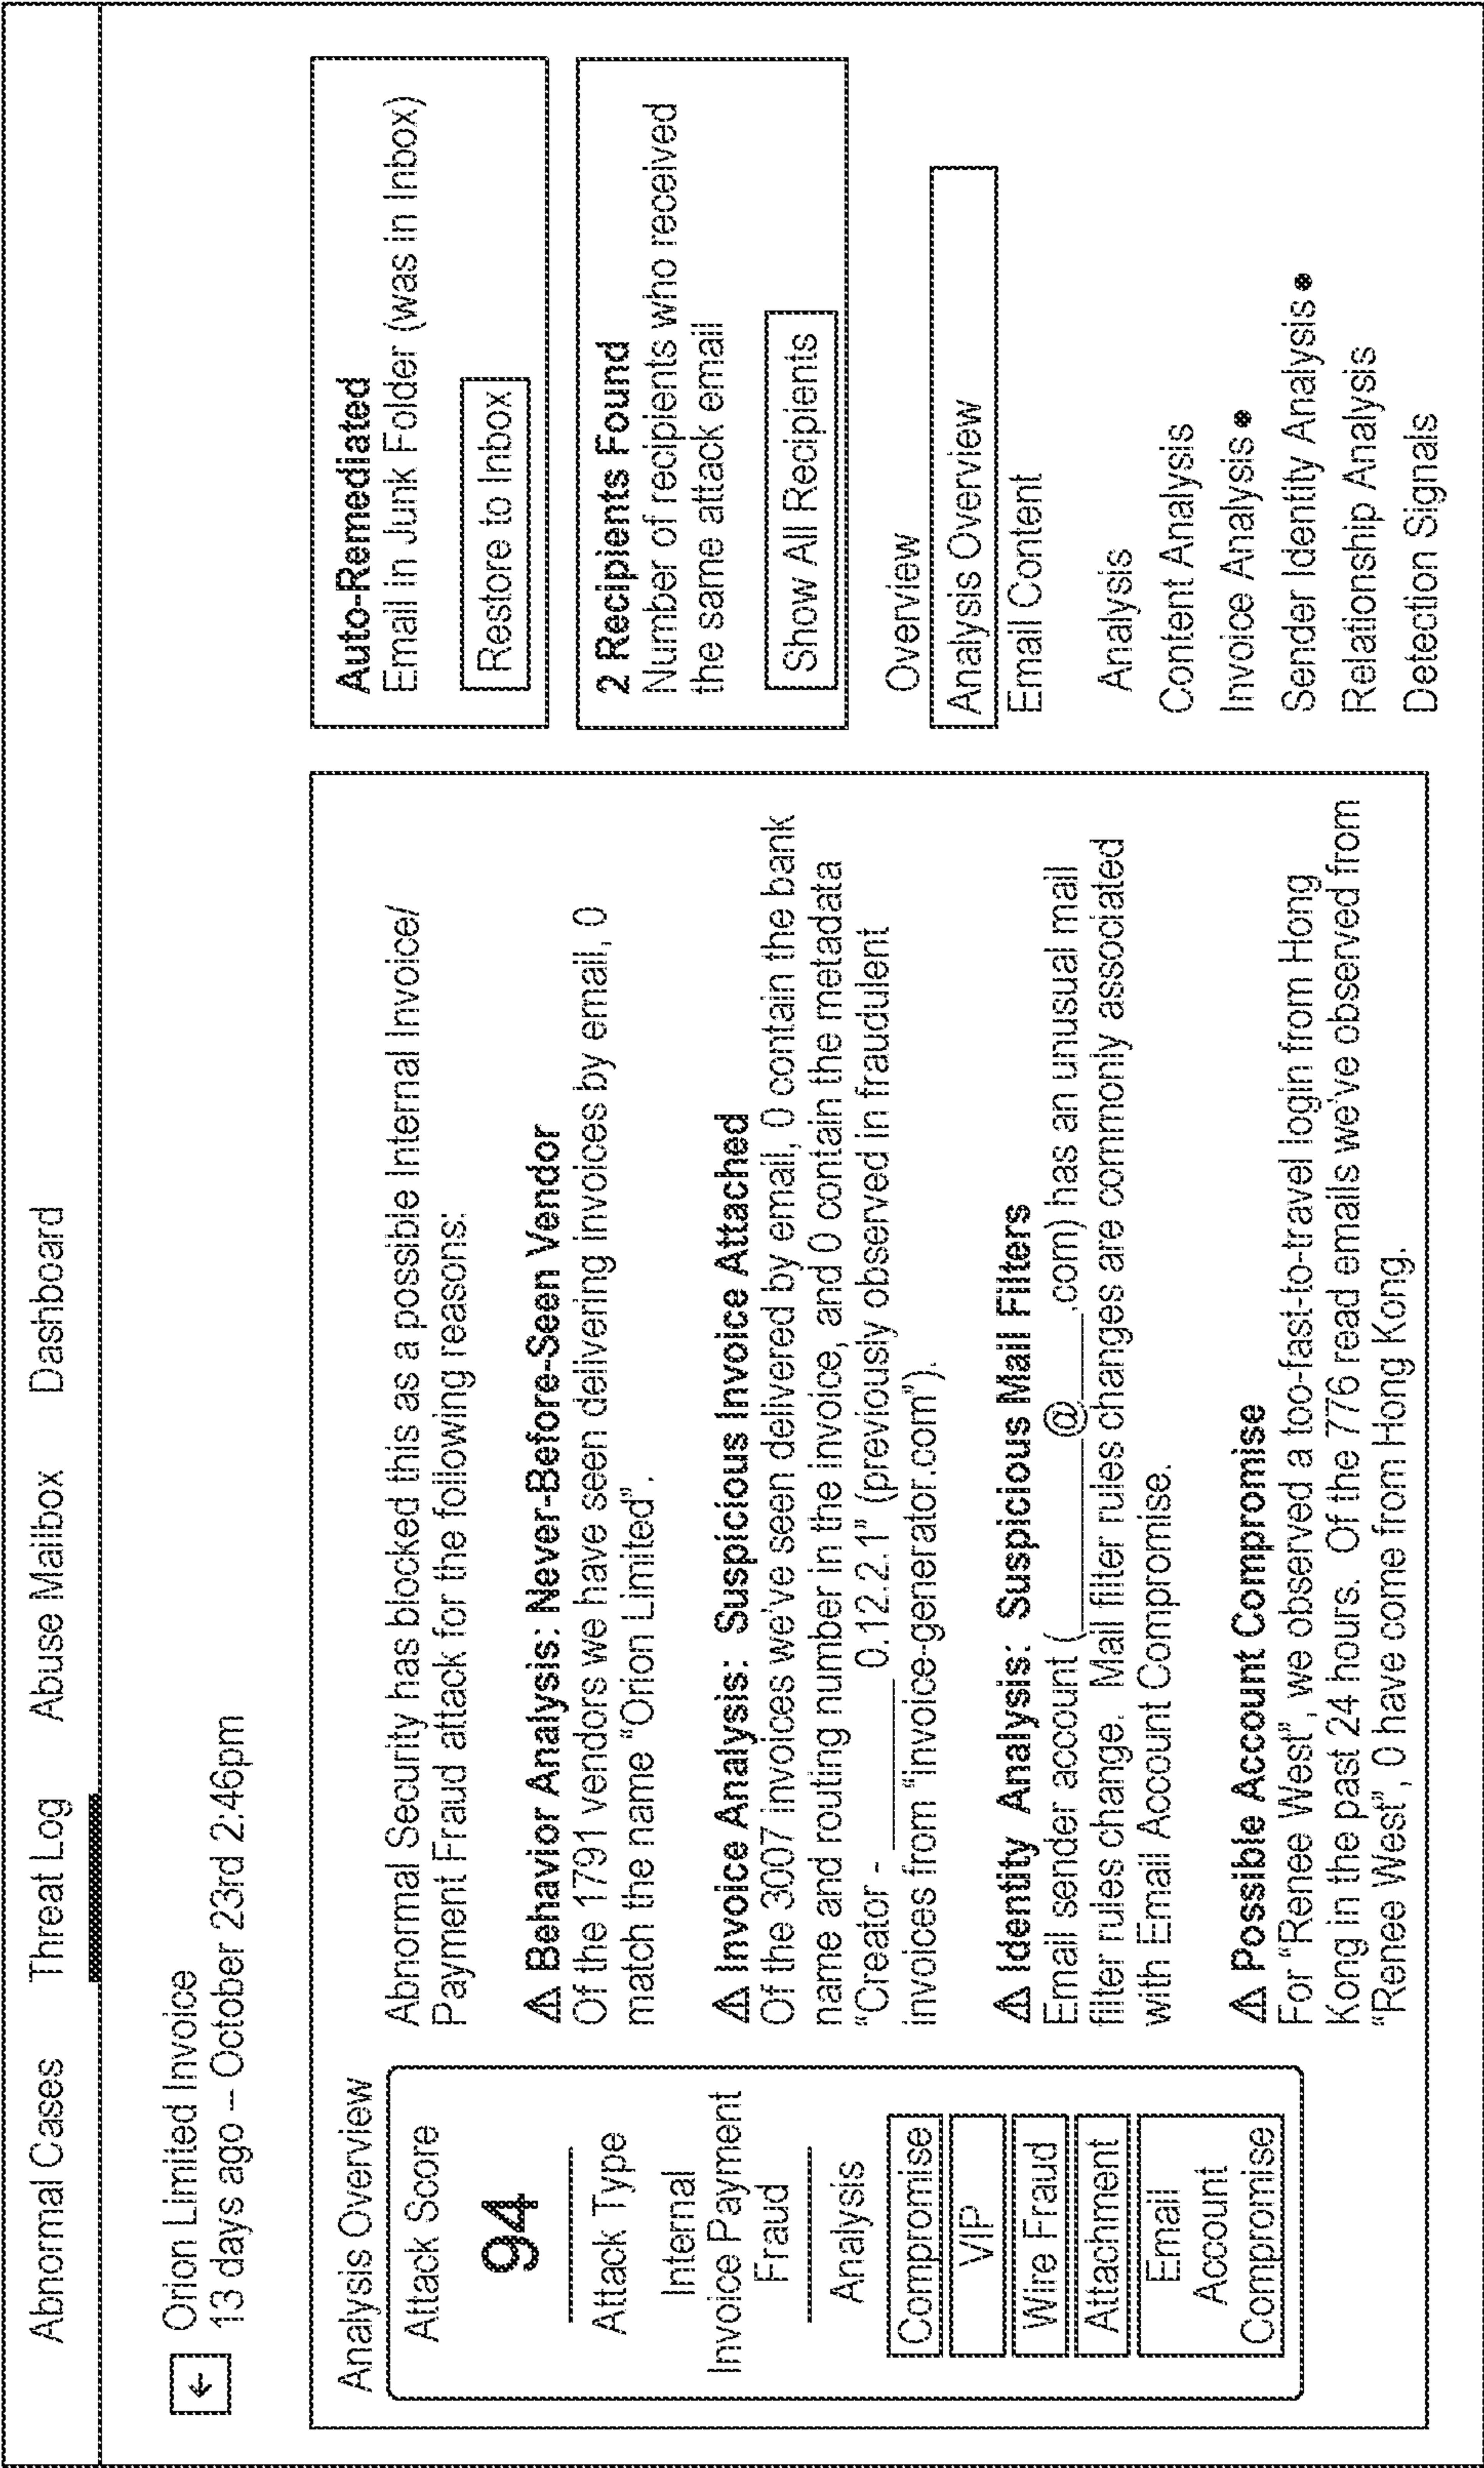 Abnormal Cases Threat Log Abuse Mailbox Dashboard
← Orion Limited Invoice
13 days ago – October 23rd 2:46pm
Analysis Overview
Attack Score
94
Attack Type
Internal
Invoice Payment
Fraud
Analysis
Compromise
VIP
Wire Fraud
Attachment
Email
Account
Compromise
Abnormal Security has blocked this as a possible Internal Invoice/
Payment Fraud attack for the following reasons:
⚠ Behavior Analysis: Never-Before-Seen Vendor
Of the 1791 vendors we have seen delivering invoices by email, 0
match the name “Orion Limited”.
⚠ Invoice Analysis: Suspicious Invoice Attached
Of the 3007 invoices we’ve seen delivered by email, 0 contain the bank
name and routing number in the invoice, and 0 contain the metadata
“Creator - ________ 0.12.2.1” (previously observed in fraudulent
invoices from “invoice-generator.com”).
⚠ Identity Analysis: Suspicious Mail Filters
Email sender account (________@________.com) has an unusual mail
filter rules change. Mail filter rules changes are commonly associated
with Email Account Compromise.
⚠ Possible Account Compromise
For “Renee West”, we observed a too-fast-to-travel login from Hong
Kong in the past 24 hours. Of the 776 read emails we’ve observed from
“Renee West”, 0 have come from Hong Kong.
Auto-Remediated
Email in Junk Folder (was in Inbox)
Restore to Inbox
2 Recipients Found
Number of recipients who received
the same attack email
Show All Recipients
Overview
Analysis Overview
Email Content
Analysis
Content Analysis
Invoice Analysis ●
Sender Identity Analysis ●
Relationship Analysis
Detection Signals